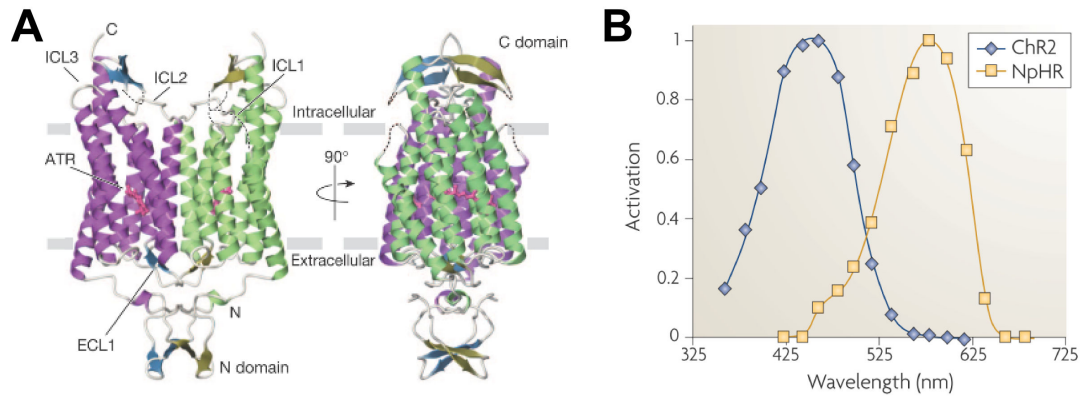 A
C
ICL3
ICL2
ICL1
C domain
Intracellular
ATR
90°
Extracellular
N
ECL1
N domain
B
ChR2
NpHR
Activation
1
0.8
0.6
0.4
0.2
0
325
425
525
625
725
Wavelength (nm)